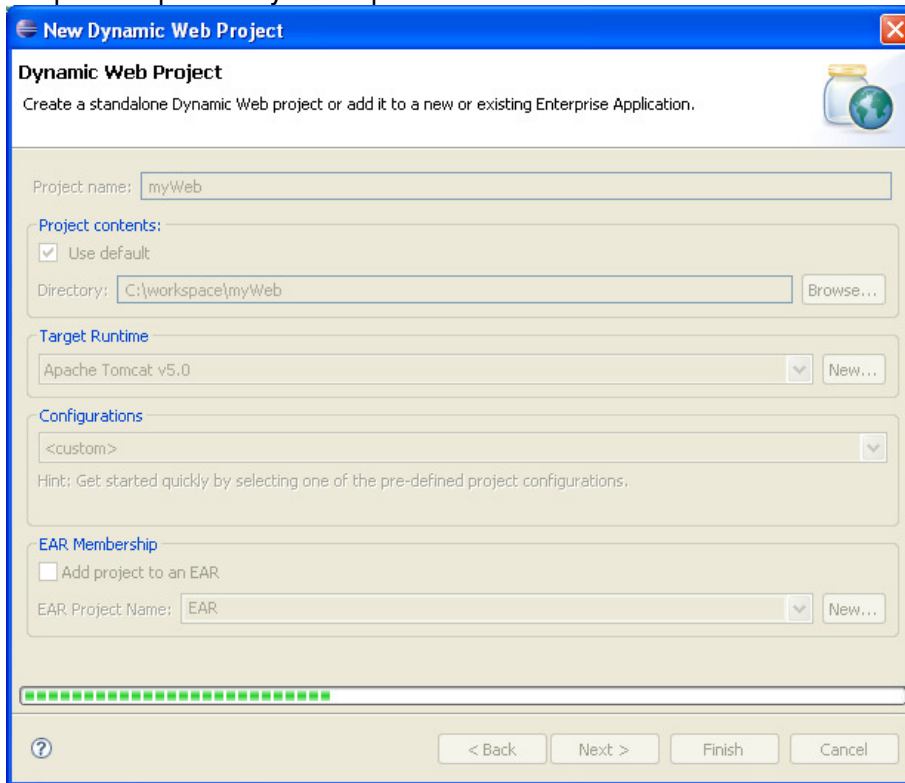 New Dynamic Web Project
Dynamic Web Project
Create a standalone Dynamic Web project or add it to a new or existing Enterprise Application.
Project name: myWeb
Project contents:
Use default
Directory: C:\workspace\myWeb Browse...
Target Runtime
Apache Tomcat v5.0 New...
Configurations
<custom>
Hint: Get started quickly by selecting one of the pre-defined project configurations.
EAR Membership
Add project to an EAR
EAR Project Name: EAR New...
< Back Next > Finish Cancel